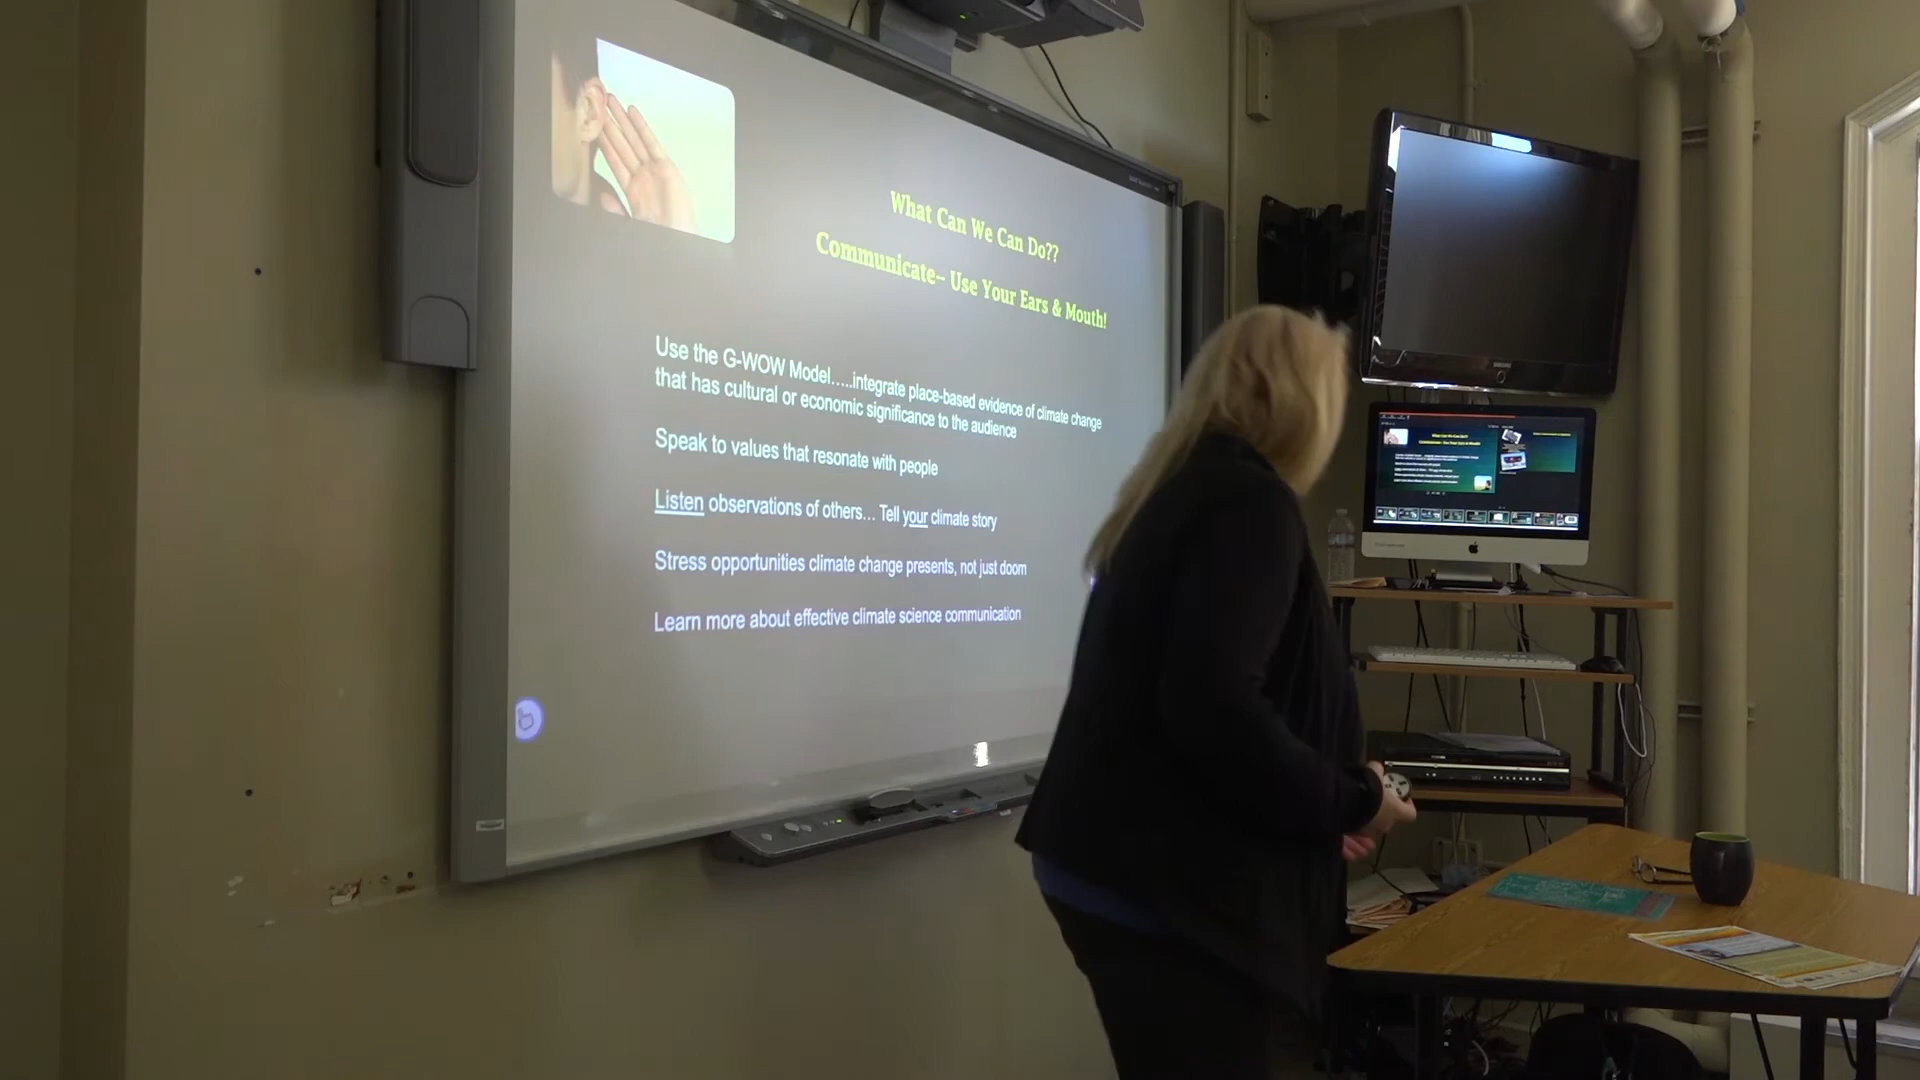 What Can We Can Do??
Communicate-- Use Your Ears & Mouth!
Use the G-WOW Model.....integrate place-based evidence of climate change
that has cultural or economic significance to the audience
Speak to values that resonate with people
Listen observations of others... Tell your climate story
Stress opportunities climate change presents, not just doom
Learn more about effective climate science communication
SAMSUNG